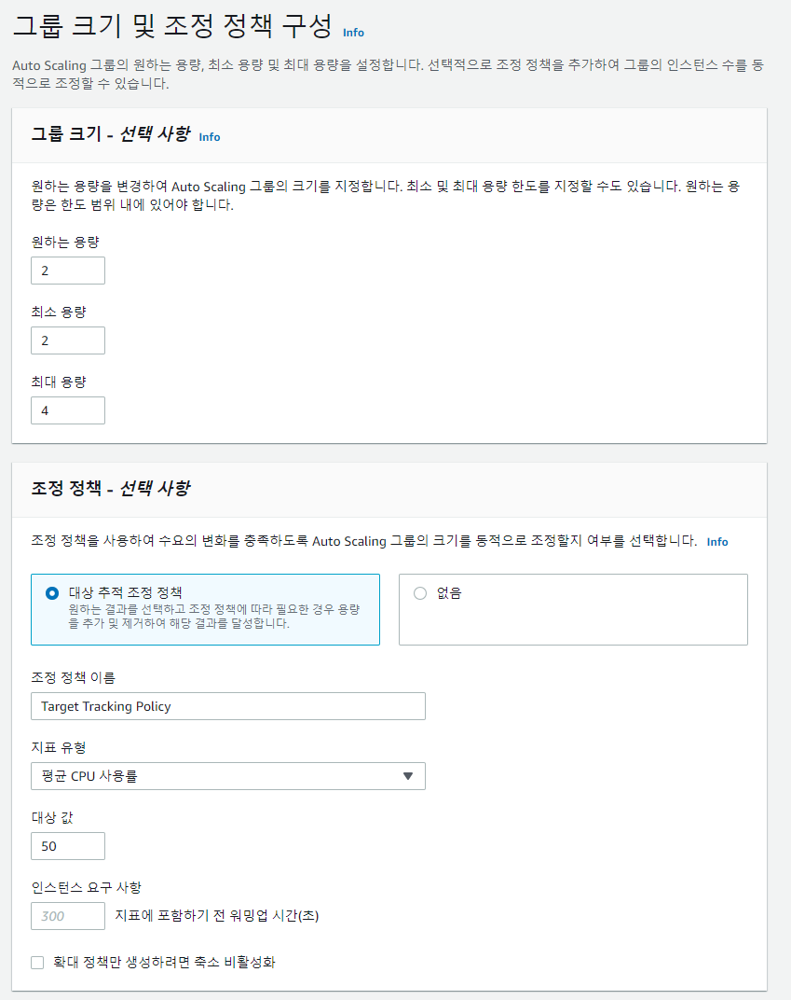 그룹 크기 및 조정 정책 구성 Info
Auto Scaling 그룹의 원하는 용량, 최소 용량 및 최대 용량을 설정합니다. 선택적으로 조정 정책을 추가하여 그룹의 인스턴스 수를 동
적으로 조정할 수 있습니다.
그룹 크기 - 선택 사항 Info
원하는 용량을 변경하여 Auto Scaling 그룹의 크기를 지정합니다. 최소 및 최대 용량 한도를 지정할 수도 있습니다. 원하는 용
량은 한도 범위 내에 있어야 합니다.
원하는 용량
2
최소 용량
2
최대 용량
4
조정 정책 - 선택 사항
조정 정책을 사용하여 수요의 변화를 충족하도록 Auto Scaling 그룹의 크기를 동적으로 조정할지 여부를 선택합니다. Info
대상 추적 조정 정책
원하는 결과를 선택하고 조정 정책에 따라 필요한 경우 용량
을 추가 및 제거하여 해당 결과를 달성합니다.
없음
조정 정책 이름
Target Tracking Policy
지표 유형
평균 CPU 사용률
대상 값
50
인스턴스 요구 사항
300 지표에 포함하기 전 워밍업 시간(초)
확대 정책만 생성하려면 축소 비활성화